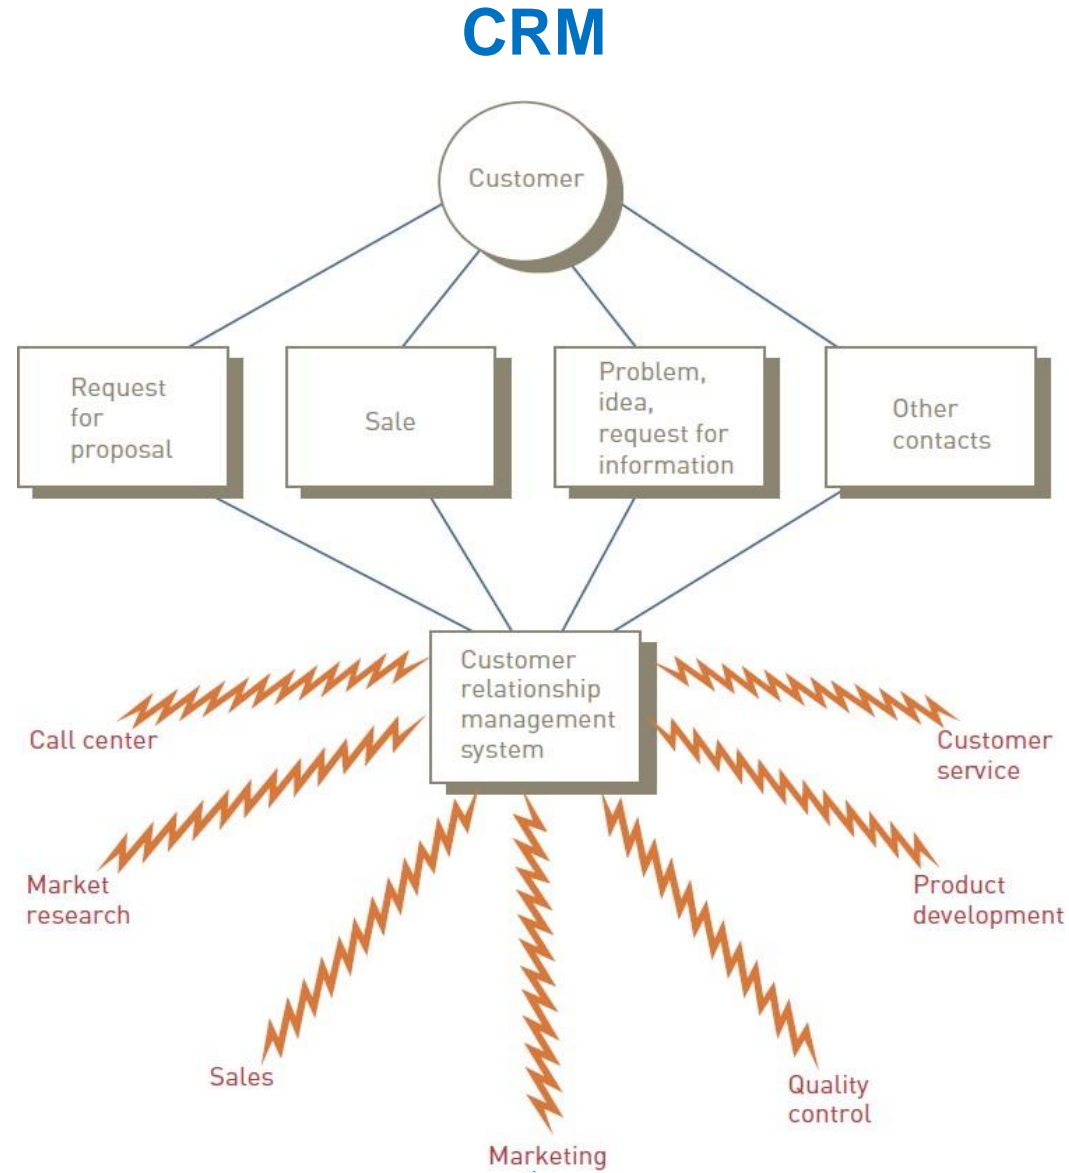 CRM
Customer
Request
for
proposal
Sale
Problem,
idea,
request for
information
Other
contacts
Customer
relationship
management
system
Call center
Customer
service
Market
research
Product
development
Sales
Quality
control
Marketing